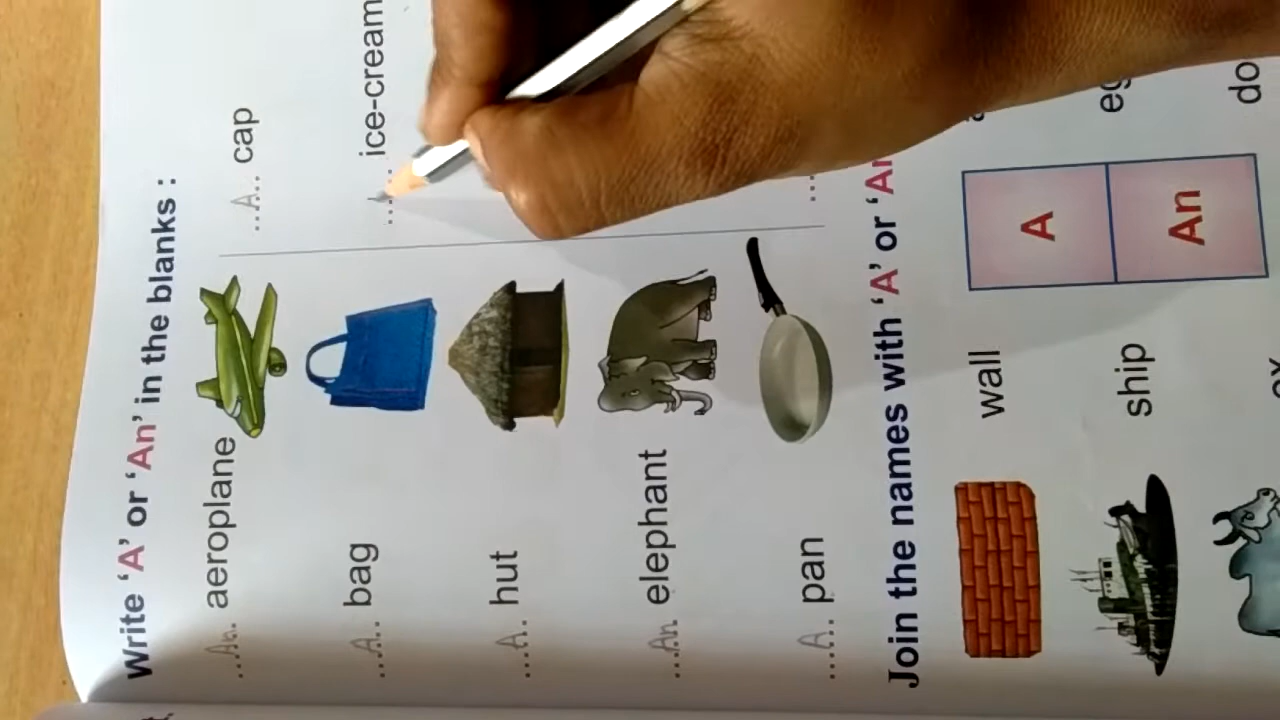 Write 'A' or 'An' in the blanks :
...An. aeroplane
...A.. bag
...A.. hut
...An elephant
...A.. pan
...A.. cap
ice-cream
Join the names with 'A' or 'An
wall
ship
ox
A
An